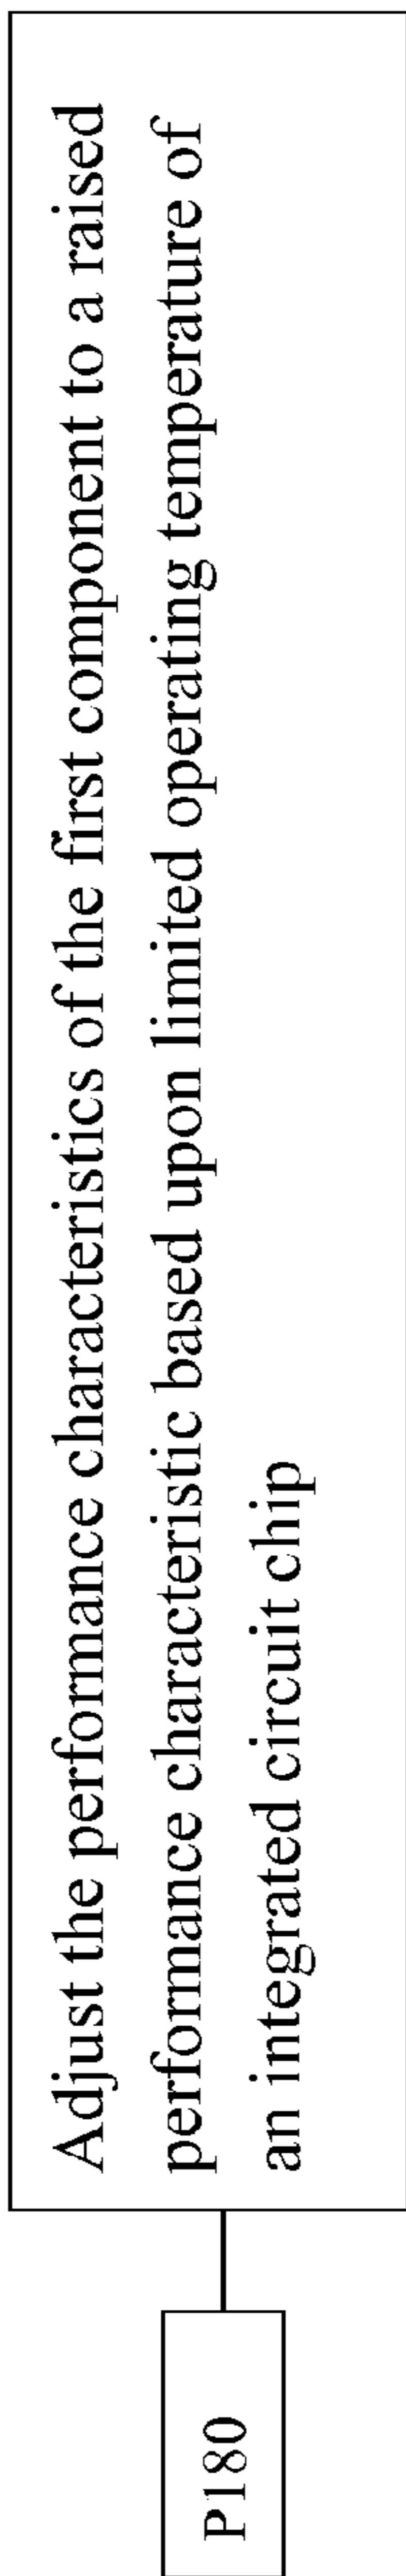 P180
Adjust the performance characteristics of the first component to a raised
performance characteristic based upon limited operating temperature of
an integrated circuit chip